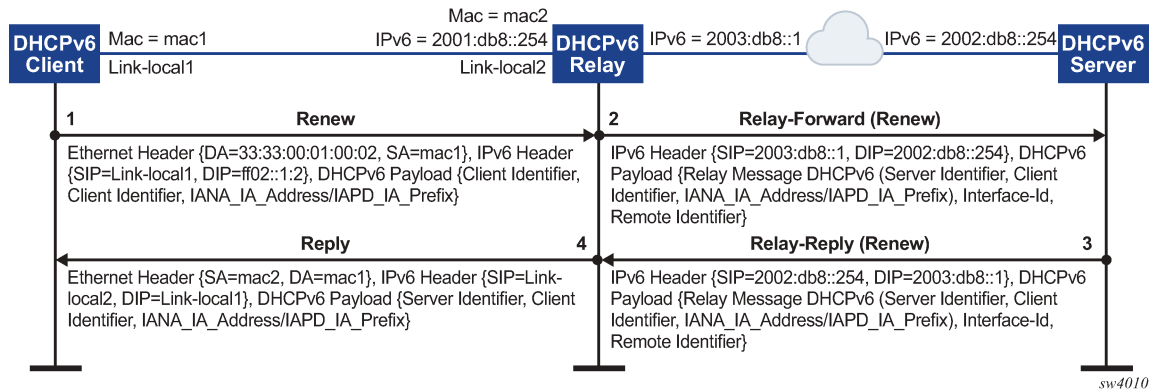 Mac = mac2
DHCPv6
Client
Mac = mac1
Link-local1
IPv6 = 2001:db8::254
Link-local2
DHCPv6
Relay
IPv6 = 2003:db8::1
IPv6 = 2002:db8::254
DHCPv6
Server
1
Renew
Ethernet Header {DA=33:33:00:01:00:02, SA=mac1}, IPv6 Header
{SIP=Link-local1, DIP=ff02::1:2}, DHCPv6 Payload {Client Identifier,
Client Identifier, IANA_IA_Address/IAPD_IA_Prefix}
2
Relay-Forward (Renew)
IPv6 Header {SIP=2003:db8::1, DIP=2002:db8::254}, DHCPv6
Payload {Relay Message DHCPv6 (Server Identifier, Client
Identifier, IANA_IA_Address/IAPD_IA_Prefix), Interface-Id,
Remote Identifier}
Reply
4
Ethernet Header {SA=mac2, DA=mac1}, IPv6 Header {SIP=Link-
local2, DIP=Link-local1}, DHCPv6 Payload {Server Identifier, Client
Identifier, IANA_IA_Address/IAPD_IA_Prefix}
Relay-Reply (Renew)
3
IPv6 Header {SIP=2002:db8::254, DIP=2003:db8::1}, DHCPv6
Payload {Relay Message DHCPv6 (Server Identifier, Client
Identifier, IANA_IA_Address/IAPD_IA_Prefix), Interface-Id,
Remote Identifier}
sw4010